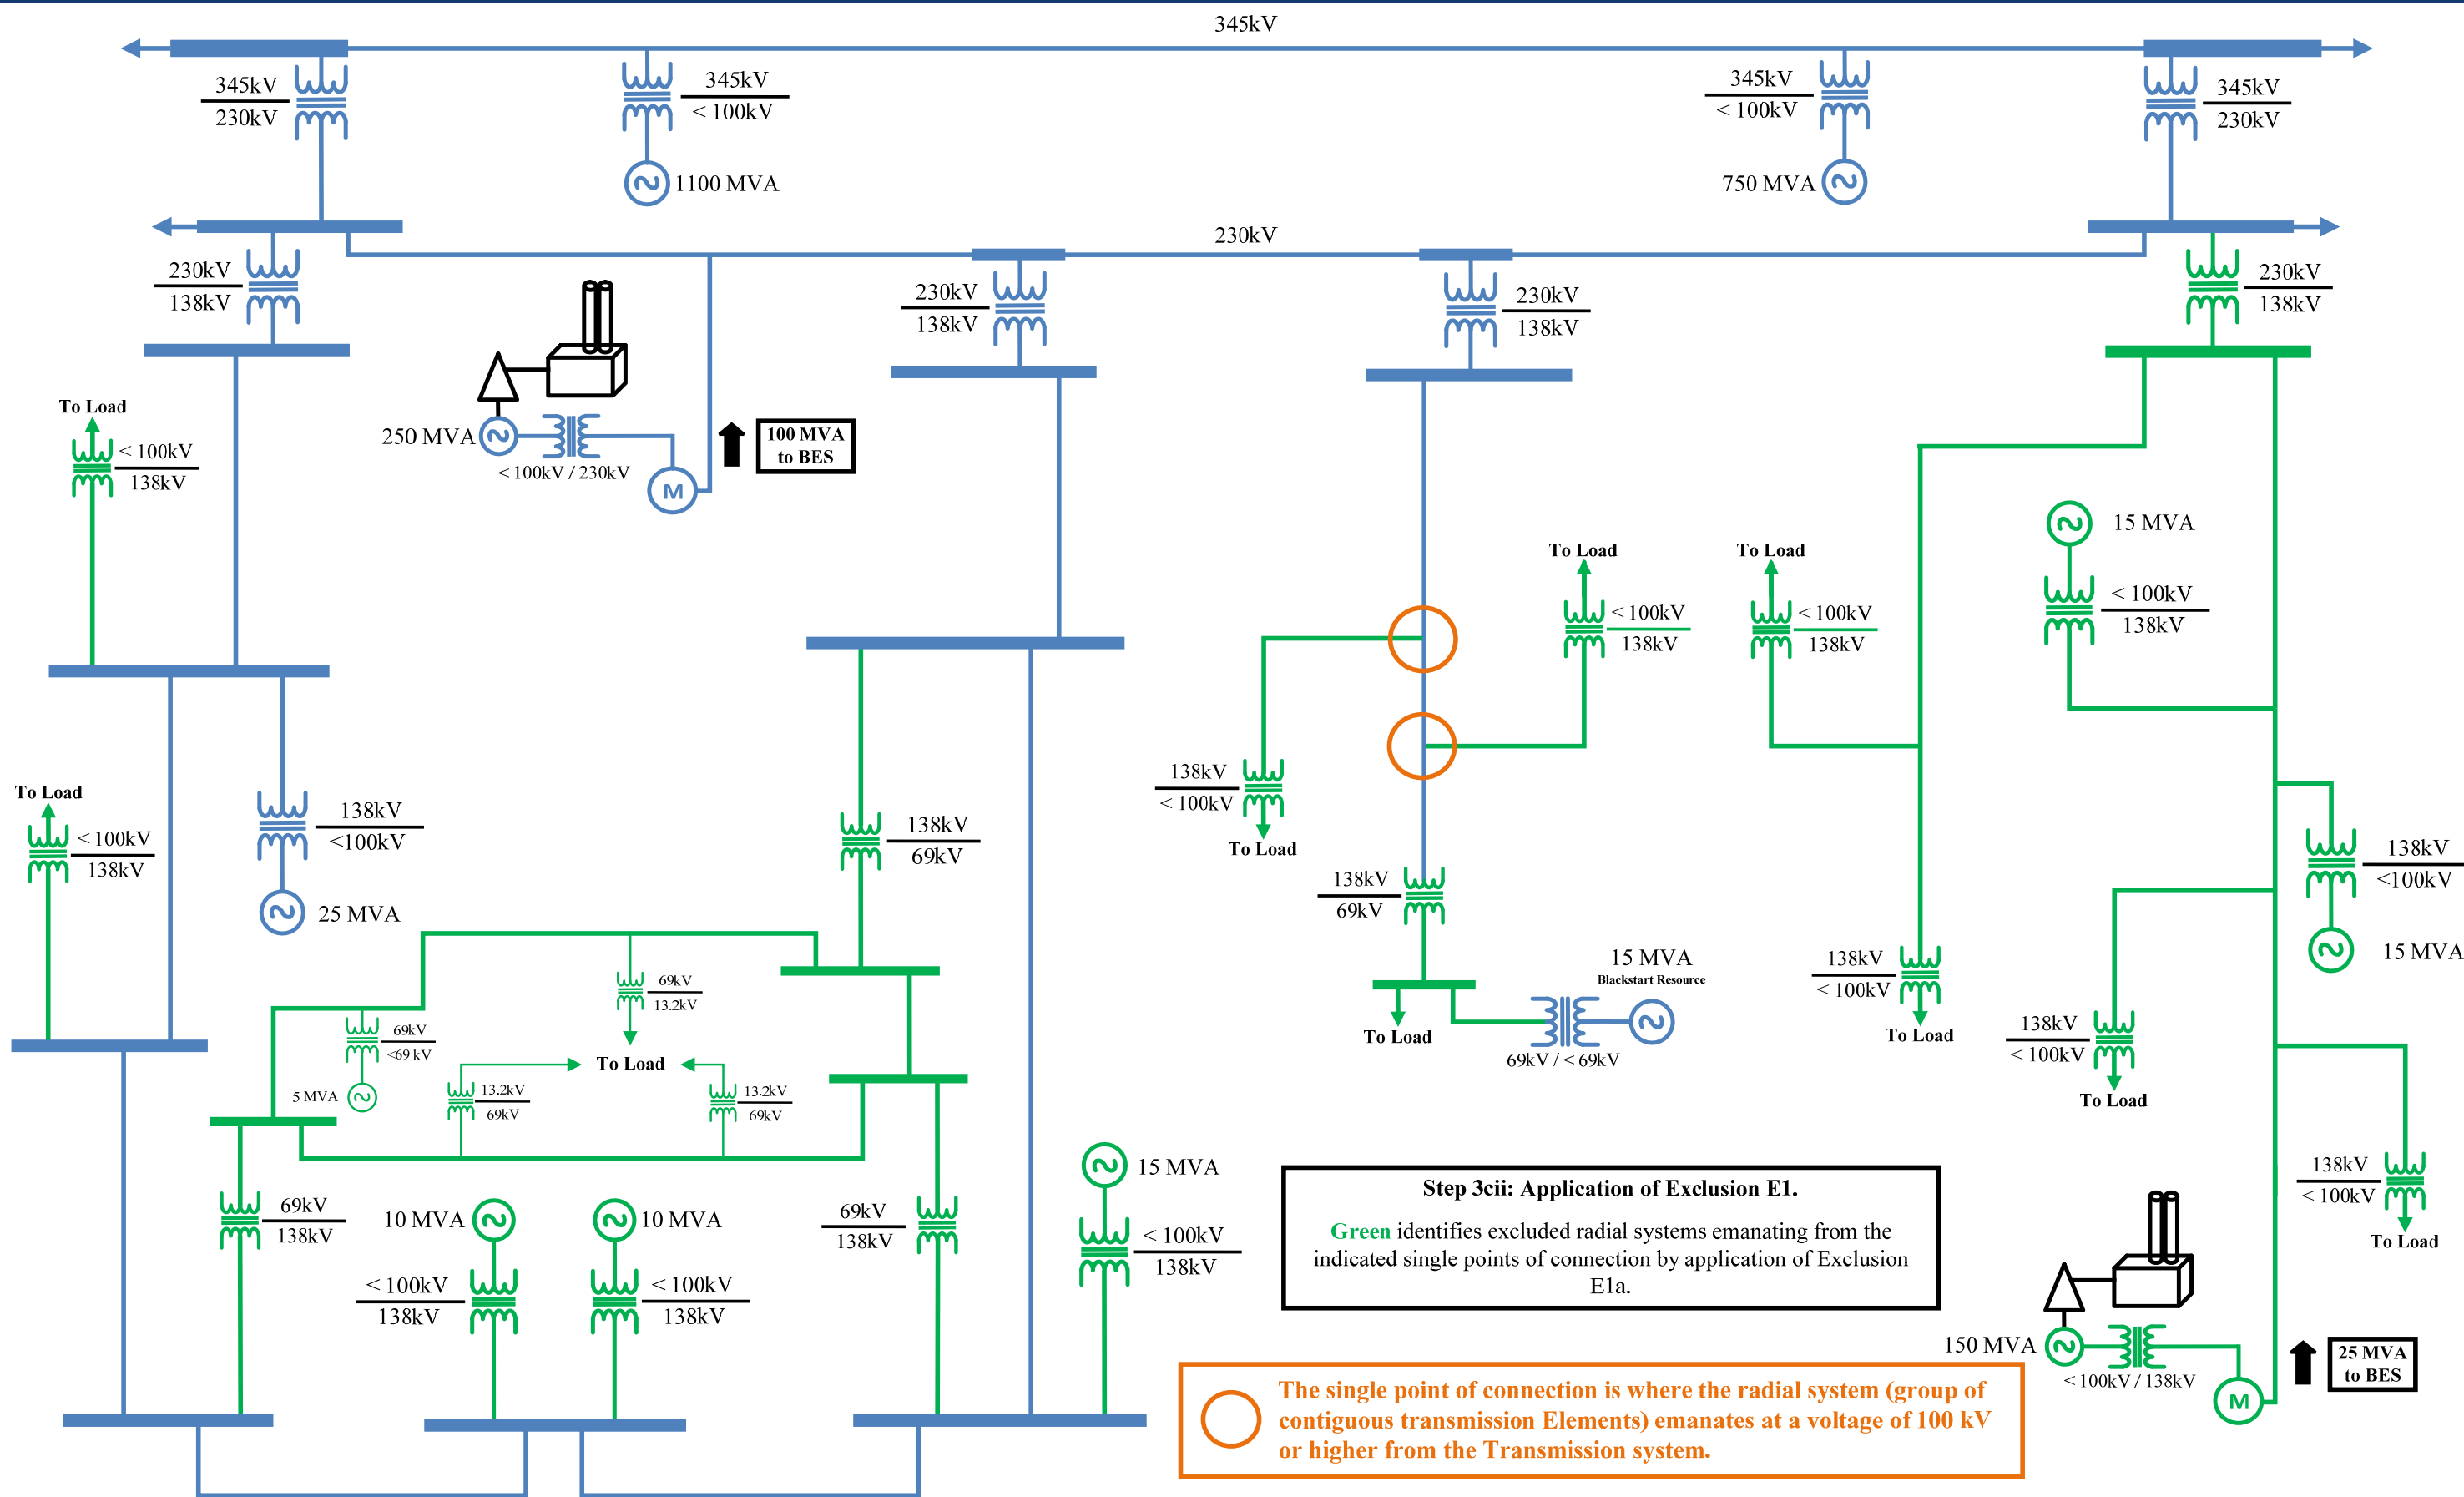 345kV
345kV
230kV
345kV
< 100kV
1100 MVA
345kV
< 100kV
750 MVA
345kV
230kV
230kV
230kV
138kV
230kV
138kV
230kV
138kV
230kV
138kV
250 MVA
< 100kV / 230kV
M
100 MVA
to BES
To Load
< 100kV
138kV
To Load
< 100kV
138kV
138kV
<100kV
25 MVA
138kV
69kV
69kV
13.2kV
69kV
<69 kV
5 MVA
To Load
13.2kV
69kV
13.2kV
69kV
69kV
138kV
10 MVA
< 100kV
138kV
10 MVA
< 100kV
138kV
69kV
138kV
15 MVA
< 100kV
138kV
To Load
< 100kV
138kV
138kV
< 100kV
To Load
138kV
69kV
To Load
15 MVA
Blackstart Resource
69kV / < 69kV
To Load
< 100kV
138kV
138kV
< 100kV
To Load
15 MVA
< 100kV
138kV
138kV
<100kV
15 MVA
138kV
< 100kV
To Load
138kV
< 100kV
To Load
150 MVA
< 100kV / 138kV
M
25 MVA
to BES
Step 3cii: Application of Exclusion E1.
Green identifies excluded radial systems emanating from the
indicated single points of connection by application of Exclusion
E1a.
The single point of connection is where the radial system (group of
contiguous transmission Elements) emanates at a voltage of 100 kV
or higher from the Transmission system.